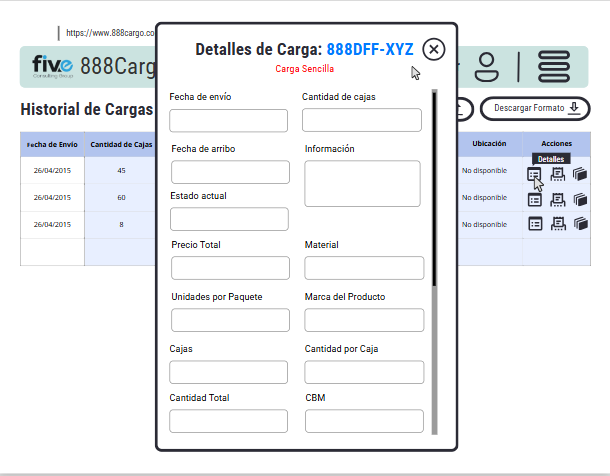 https://www.888cargo.co
Detalles de Carga: 888DFF-XYZ
Carga Sencilla
five
Consulting Group
888Carg
Historial de Cargas
Descargar Formato
Fecha de Envío
Cantidad de Cajas
Ubicación
Acciones
Detalles
26/04/2015
45
No disponible
26/04/2015
60
No disponible
26/04/2015
8
No disponible
Fecha de envío
Cantidad de cajas
Fecha de arribo
Información
Estado actual
Precio Total
Material
Unidades por Paquete
Marca del Producto
Cajas
Cantidad por Caja
Cantidad Total
CBM